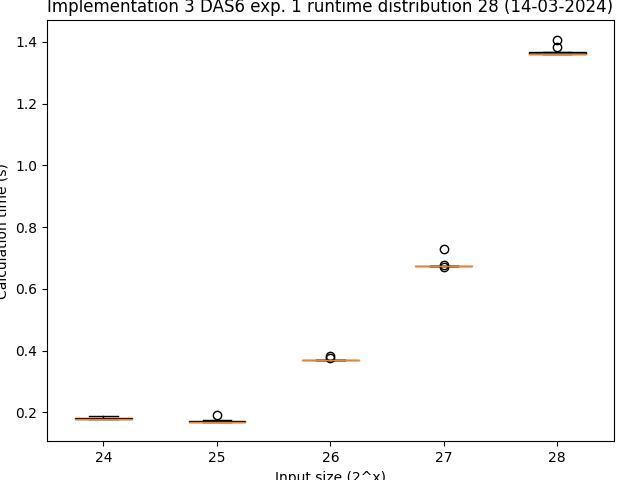 Implementation 3 DAS6 exp. 1 runtime distribution 28 (14-03-2024)
Calculation time (s)
1.4
1.2
1.0
0.8
0.6
0.4
0.2
24 25 26 27 28
Input size (2^x)